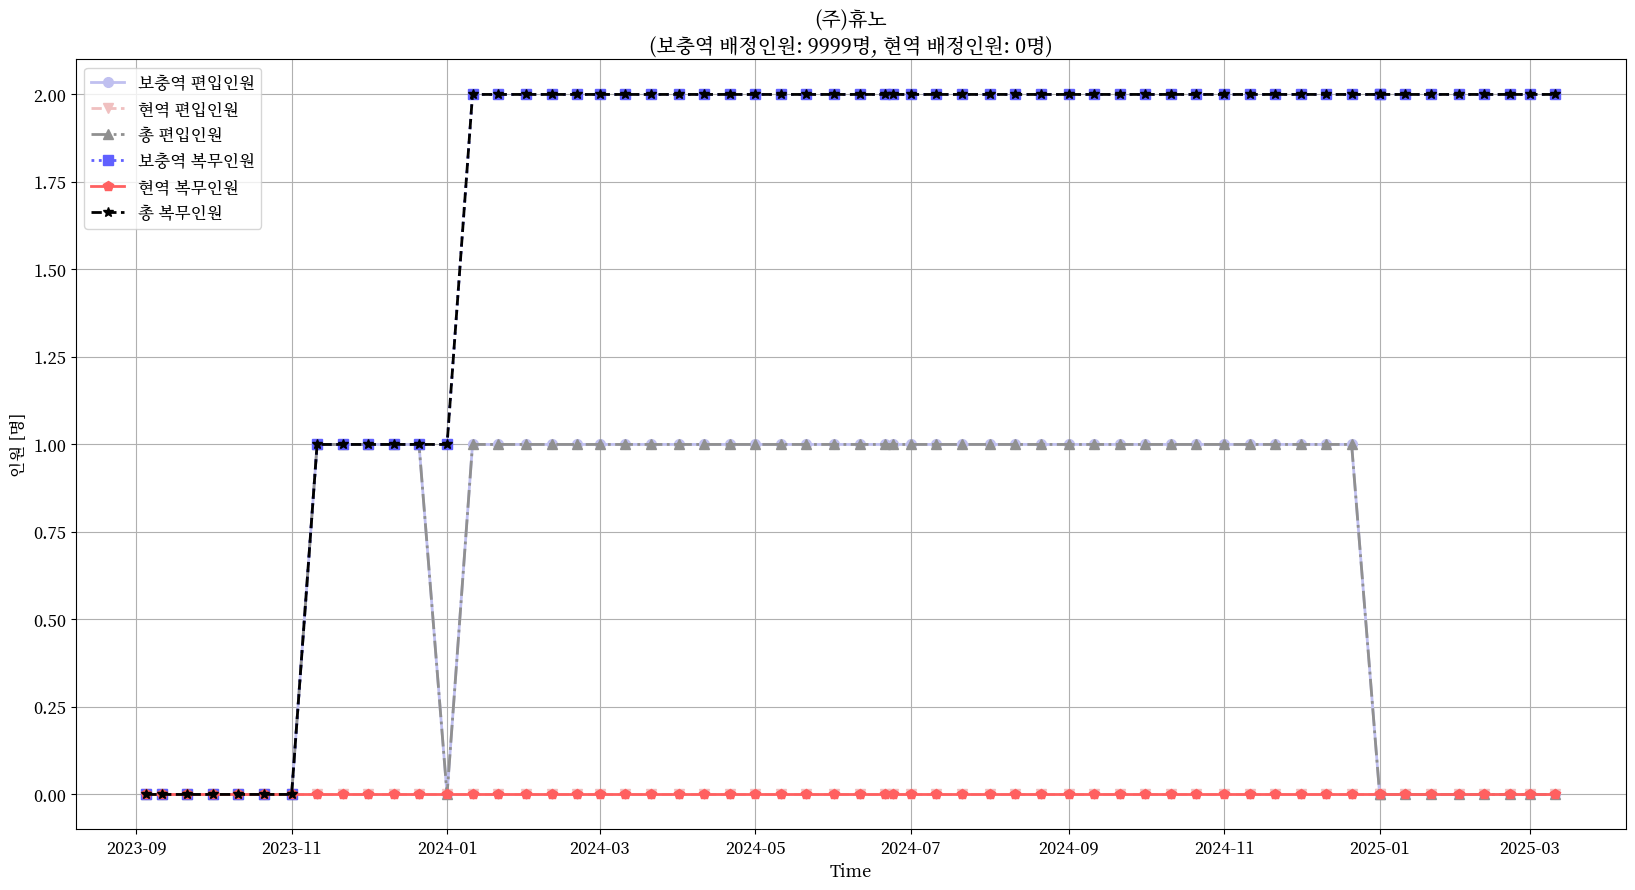 (주)휴노
(보충역 배정인원: 9999명, 현역 배정인원: 0명)
보충역 편입인원
현역 편입인원
총 편입인원
보충역 복무인원
현역 복무인원
총 복무인원
2.00
1.75
1.50
1.25
1.00
0.75
0.50
0.25
0.00
인원 [명]
2023-09
2023-11
2024-01
2024-03
2024-05
2024-07
2024-09
2024-11
2025-01
2025-03
Time